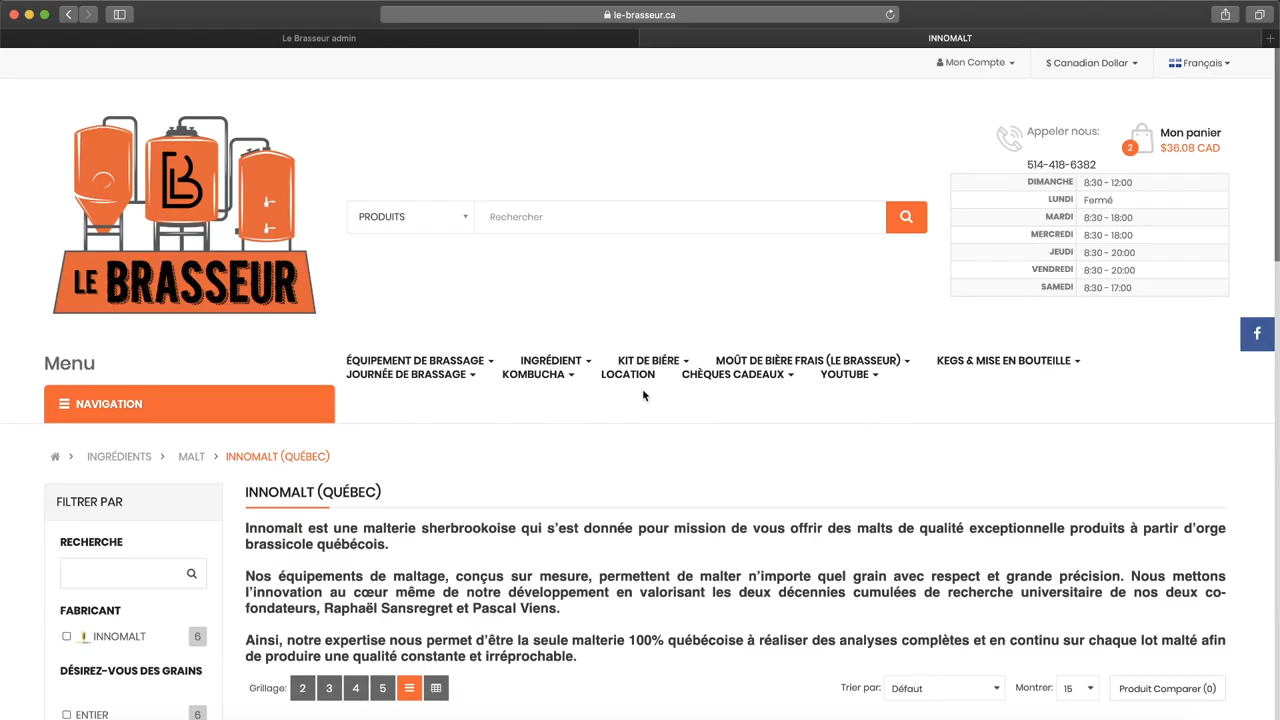 le-brasseur.ca
Le Brasseur admin
INNOMALT
Mon Compte
$ Canadian Dollar
Français
LB
LE BRASSEUR
PRODUITS
Rechercher
Appeler nous:
514-418-6382
2
Mon panier
$36.08 CAD
DIMANCHE 8:30 - 12:00
LUNDI Fermé
MARDI 8:30 - 18:00
MERCREDI 8:30 - 18:00
JEUDI 8:30 - 20:00
VENDREDI 8:30 - 20:00
SAMEDI 8:30 - 17:00
f
Menu
NAVIGATION
ÉQUIPEMENT DE BRASSAGE INGRÉDIENT KIT DE BIÉRE MOÛT DE BIÈRE FRAIS (LE BRASSEUR) KEGS & MISE EN BOUTEILLE
JOURNÉE DE BRASSAGE KOMBUCHA LOCATION CHÈQUES CADEAUX YOUTUBE
INGRÉDIENTS > MALT > INNOMALT (QUÉBEC)
FILTRER PAR
RECHERCHE
FABRICANT
INNOMALT 6
DÉSIREZ-VOUS DES GRAINS
ENTIER 6
INNOMALT (QUÉBEC)
Innomalt est une malterie sherbrookoise qui s'est donnée pour mission de vous offrir des malts de qualité exceptionnelle produits à partir d'orge
brassicole québécois.
Nos équipements de maltage, conçus sur mesure, permettent de malter n'importe quel grain avec respect et grande précision. Nous mettons
l'innovation au cœur même de notre développement en valorisant les deux décennies cumulées de recherche universitaire de nos deux co-
fondateurs, Raphaël Sansregret et Pascal Viens.
Ainsi, notre expertise nous permet d'être la seule malterie 100% québécoise à réaliser des analyses complètes et en continu sur chaque lot malté afin
de produire une qualité constante et irréprochable.
Grillage: 2 3 4 5
Trier par: Défaut
Montrer: 15
Produit Comparer (0)